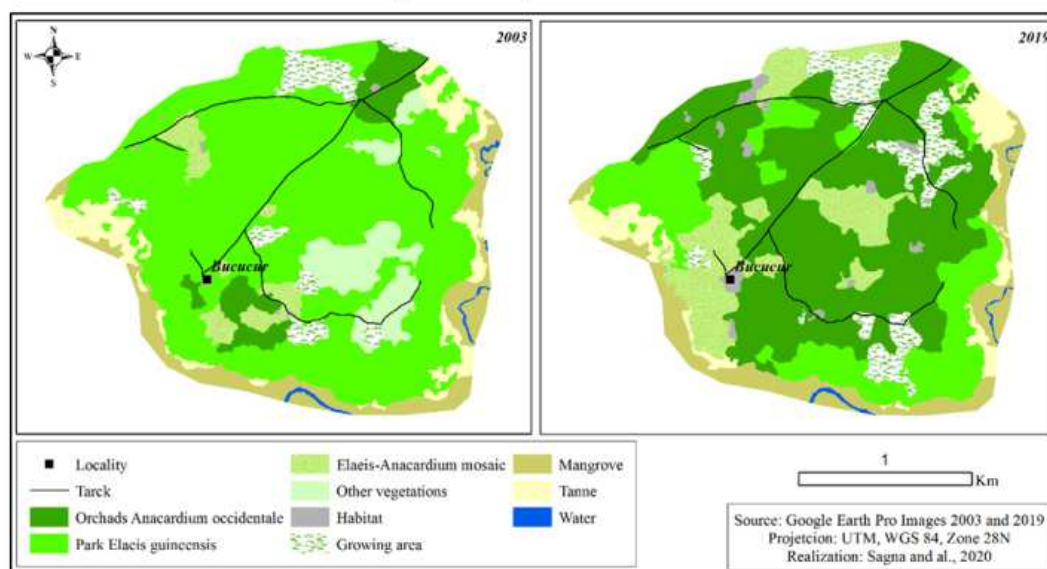 N
W E
S
2003
2019
Bucucur
Bucucur
Locality
Tarck
Orchads Anacardium occidentale
Park Elaeis guineensis
Elaeis-Anacardium mosaic
Other vegetations
Habitat
Growing area
Mangrove
Tanne
Water
1
Km
Source: Google Earth Pro Images 2003 and 2019
Projetcion: UTM, WGS 84, Zone 28N
Realization: Sagna and al., 2020